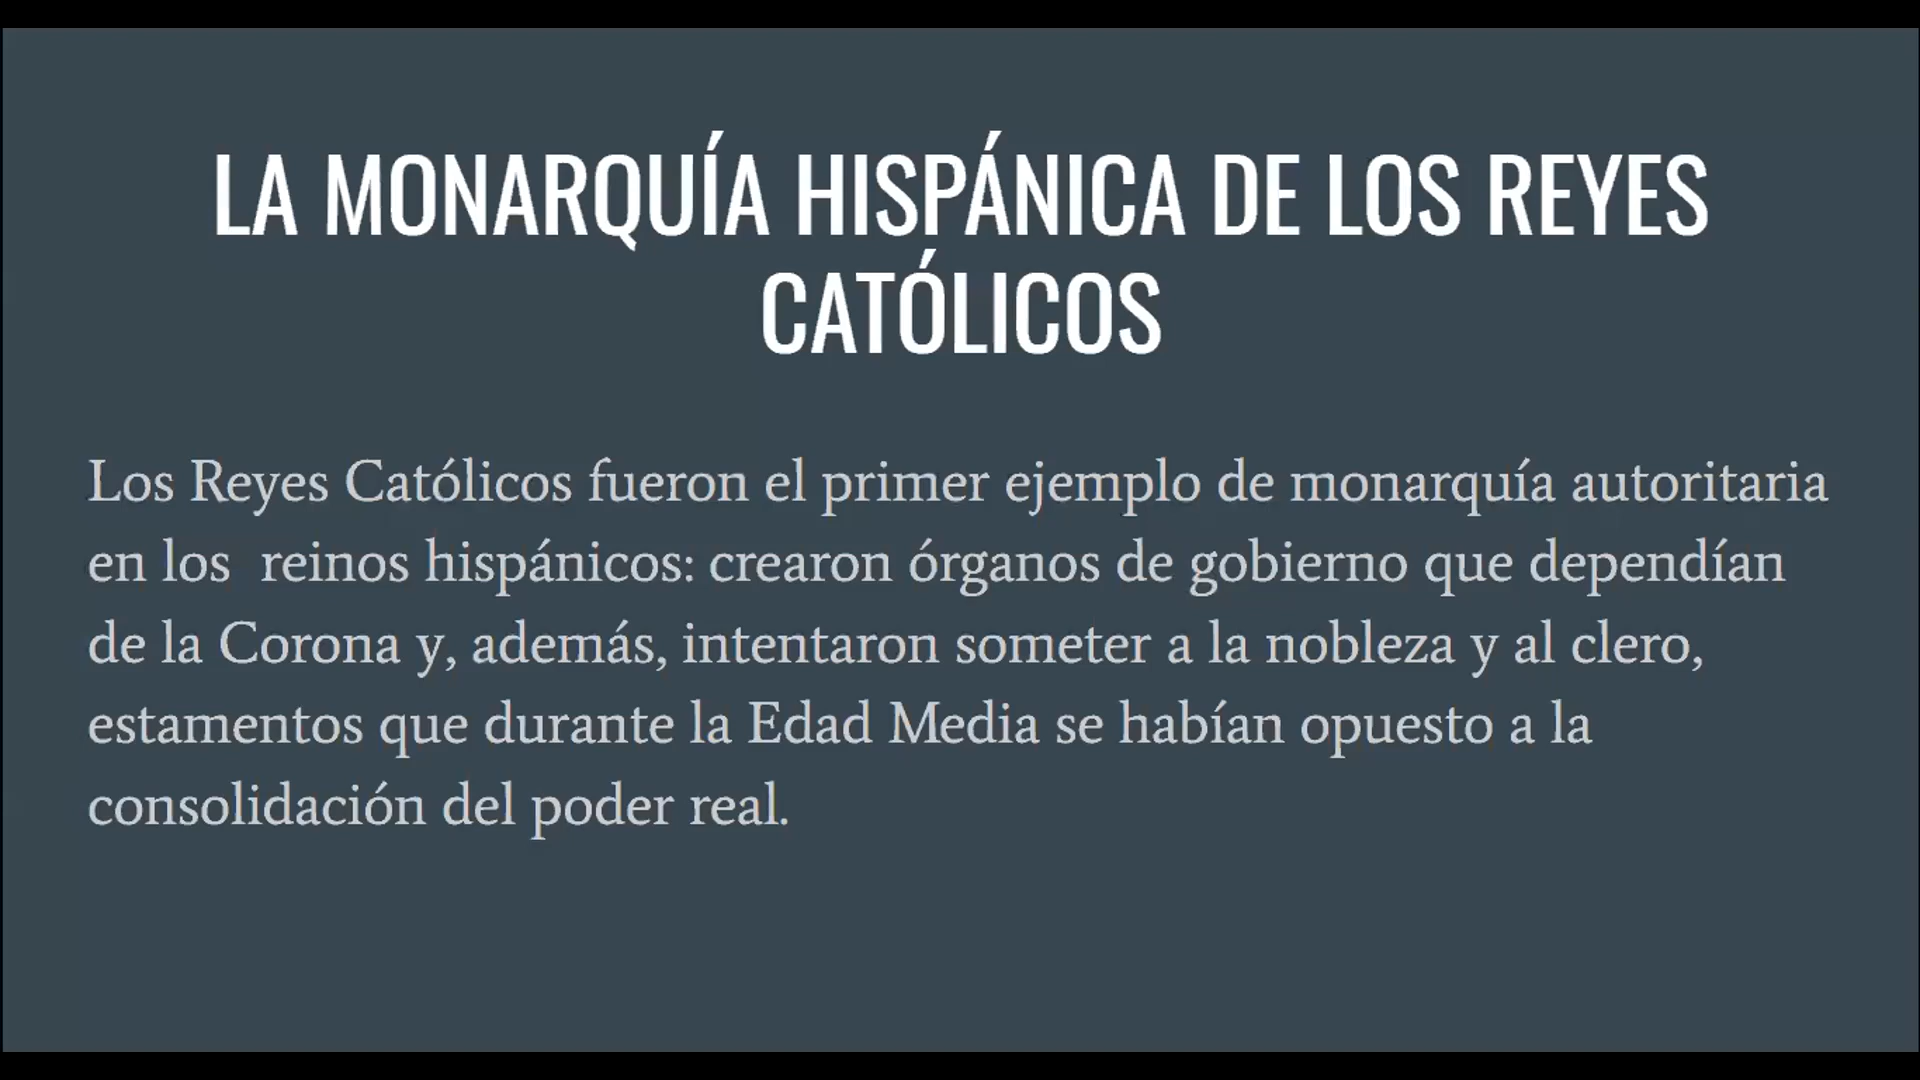 LA MONARQUÍA HISPÁNICA DE LOS REYES
CATÓLICOS
Los Reyes Católicos fueron el primer ejemplo de monarquía autoritaria
en los  reinos hispánicos: crearon órganos de gobierno que dependían
de la Corona y, además, intentaron someter a la nobleza y al clero,
estamentos que durante la Edad Media se habían opuesto a la
consolidación del poder real.